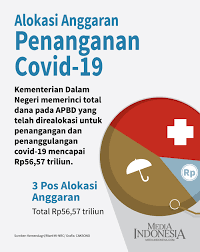 Alokasi Anggaran
Penanganan
Covid-19
Kementerian Dalam
Negeri memerinci total
dana pada APBD yang
telah direalokasi untuk
penanganan dan
penanggulangan
covid-19 mencapai
Rp56,57 triliun.
Rp
3 Pos Alokasi
Anggaran
Total Rp56,57 triliun
MEDIA
INDONESIA